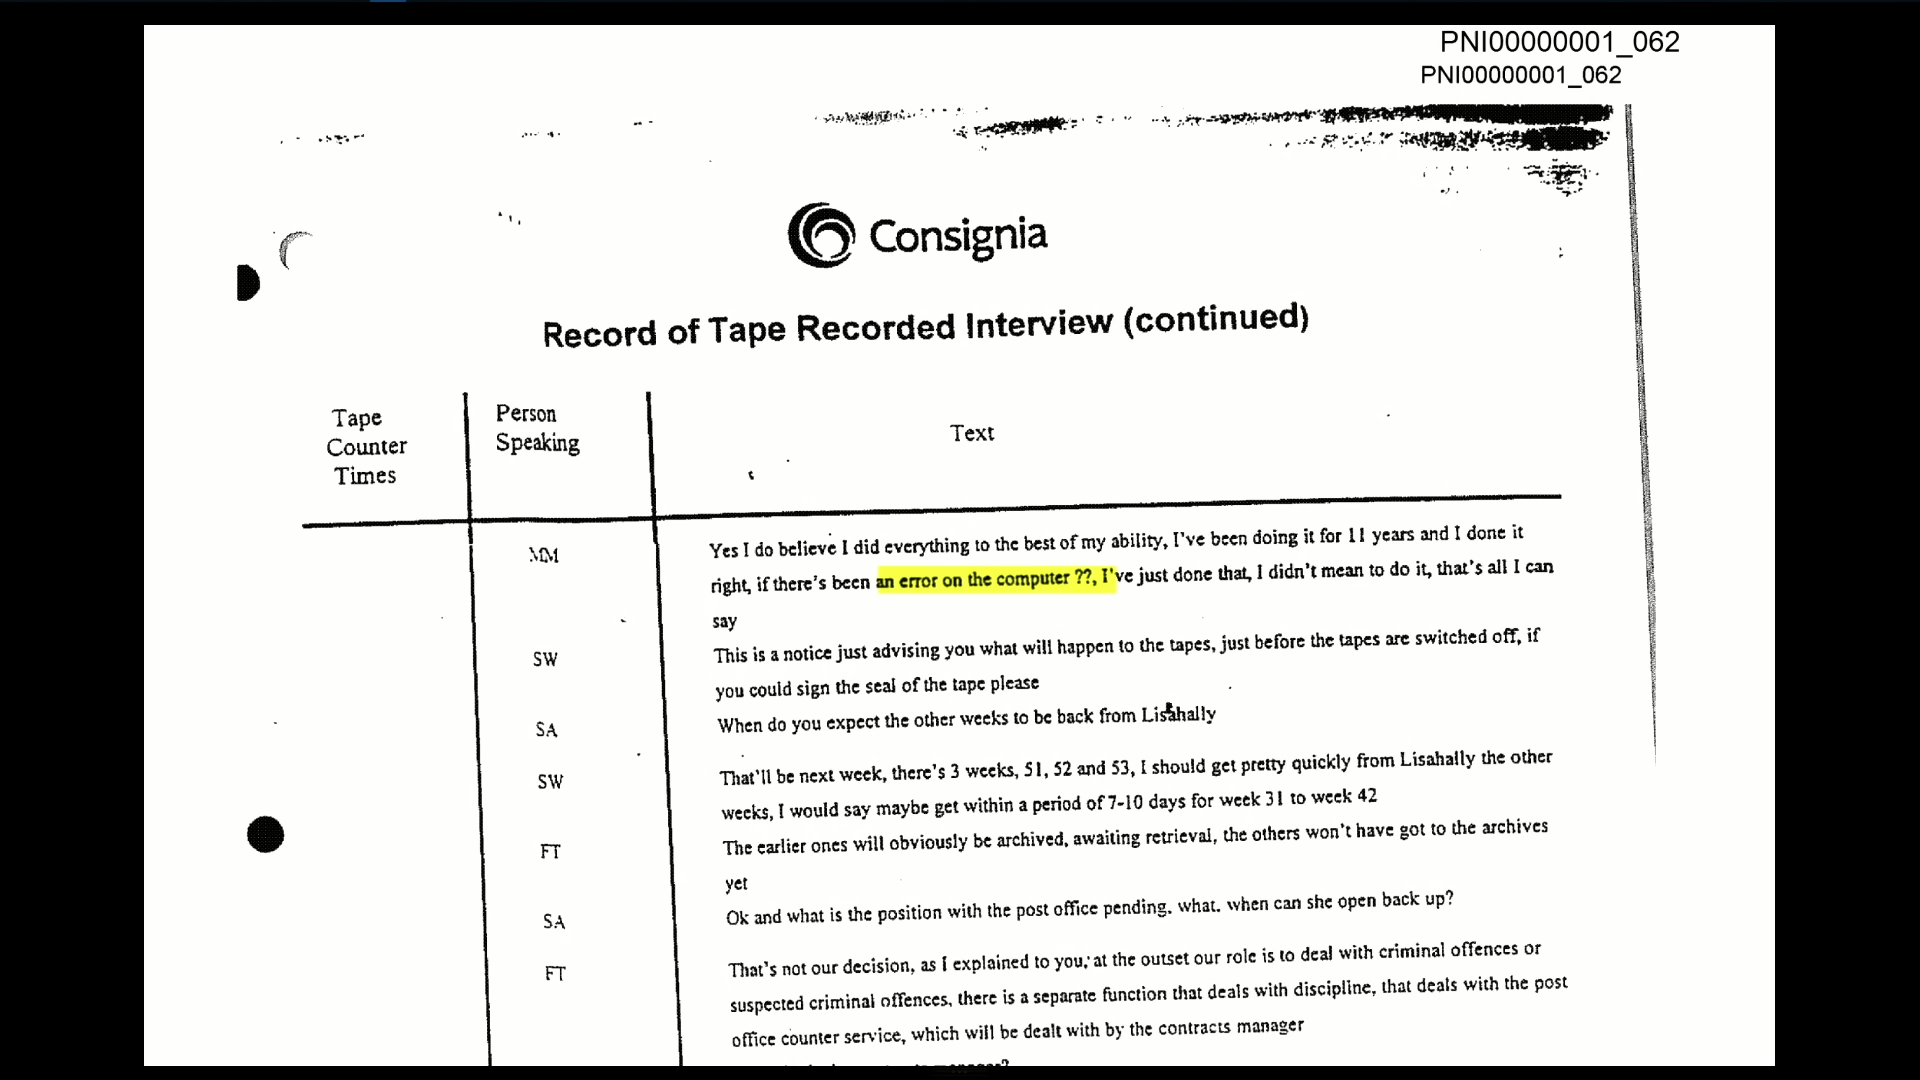 PNI00000001_062
PNI00000001_062
Consignia
Record of Tape Recorded Interview (continued)
Tape
Counter
Times
Person
Speaking
Text
MM
Yes I do believe I did everything to the best of my ability, I've been doing it for 11 years and I done it
right, if there's been an error on the computer ??, I've just done that, I didn't mean to do it, that's all I can
say
SW
This is a notice just advising you what will happen to the tapes, just before the tapes are switched off, if
you could sign the seal of the tape please
SA
When do you expect the other weeks to be back from Lisahally
SW
That'll be next week, there's 3 weeks, 51, 52 and 53, I should get pretty quickly from Lisahally the other
weeks, I would say maybe get within a period of 7-10 days for week 31 to week 42
FT
The earlier ones will obviously be archived, awaiting retrieval, the others won't have got to the archives
yet
SA
Ok and what is the position with the post office pending. what. when can she open back up?
FT
That's not our decision, as I explained to you, at the outset our role is to deal with criminal offences or
suspected criminal offences, there is a separate function that deals with discipline, that deals with the post
office counter service, which will be dealt with by the contracts manager